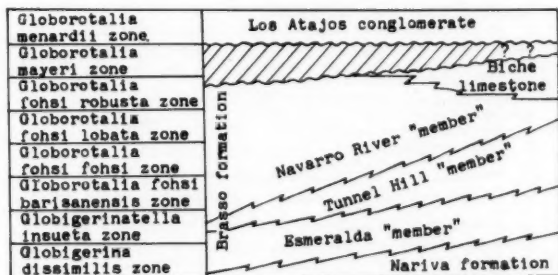 Globorotalia
menardii zone
Globorotalia
mayeri zone
Globorotalia
fohsi robusta zone
Globorotalia
fohsi lobata zone
Globorotalia
fohsi fohsi zone
Globorotalia fohsi
barisanensis zone
Globigerinatella
insueta zone
Globigerina
dissimilis zone
Los Atajos conglomerate
? ?
Biche
limestone
Brasso formation
Navarro River "member"
Tunnel Hill "member"
Esmeralda "member"
Nariva formation